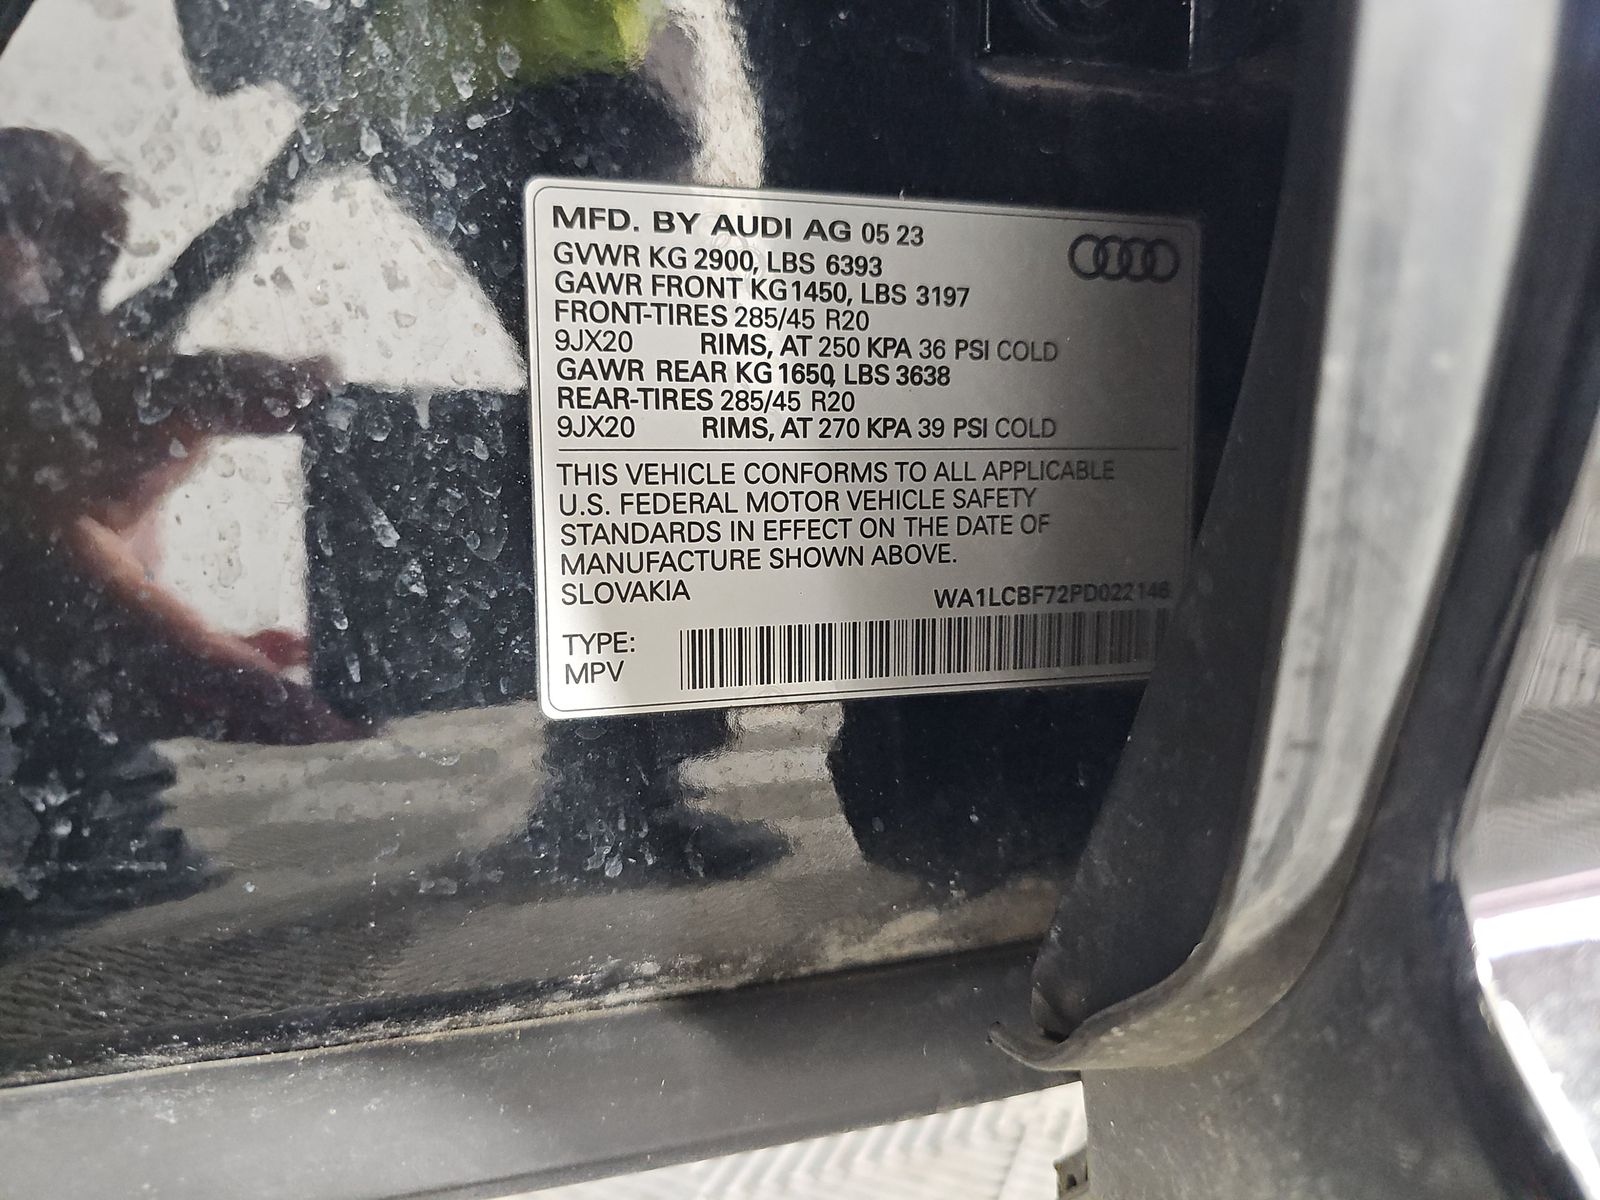 MFD. BY AUDI AG 05 23
GVWR KG 2900, LBS 6393
GAWR FRONT KG1450, LBS 3197
FRONT-TIRES 285/45 R20
9JX20 RIMS, AT 250 KPA 36 PSI COLD
GAWR REAR KG 1650, LBS 3638
REAR-TIRES 285/45 R20
9JX20 RIMS, AT 270 KPA 39 PSI COLD
THIS VEHICLE CONFORMS TO ALL APPLICABLE
U.S. FEDERAL MOTOR VEHICLE SAFETY
STANDARDS IN EFFECT ON THE DATE OF
MANUFACTURE SHOWN ABOVE.
SLOVAKIA WA1LCBF72PD022146
TYPE:
MPV